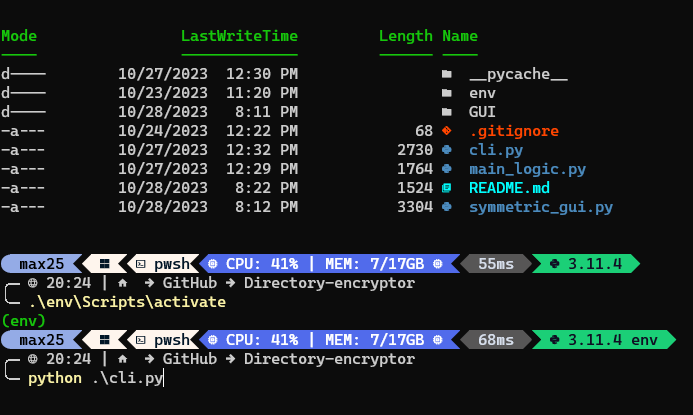 Mode LastWriteTime Length Name
---- ------------- ------ ----
d---- 10/27/2023 12:30 PM __pycache__
d---- 10/23/2023 11:20 PM env
d---- 10/28/2023 8:11 PM GUI
-a--- 10/24/2023 12:22 PM 68 .gitignore
-a--- 10/27/2023 12:32 PM 2730 cli.py
-a--- 10/27/2023 12:29 PM 1764 main_logic.py
-a--- 10/28/2023 8:22 PM 1524 README.md
-a--- 10/28/2023 8:12 PM 3304 symmetric_gui.py
max25 pwsh CPU: 41% | MEM: 7/17GB 55ms 3.11.4
20:24 | → GitHub → Directory-encryptor
.\env\Scripts\activate
(env)
max25 pwsh CPU: 41% | MEM: 7/17GB 68ms 3.11.4 env
20:24 | → GitHub → Directory-encryptor
python .\cli.py